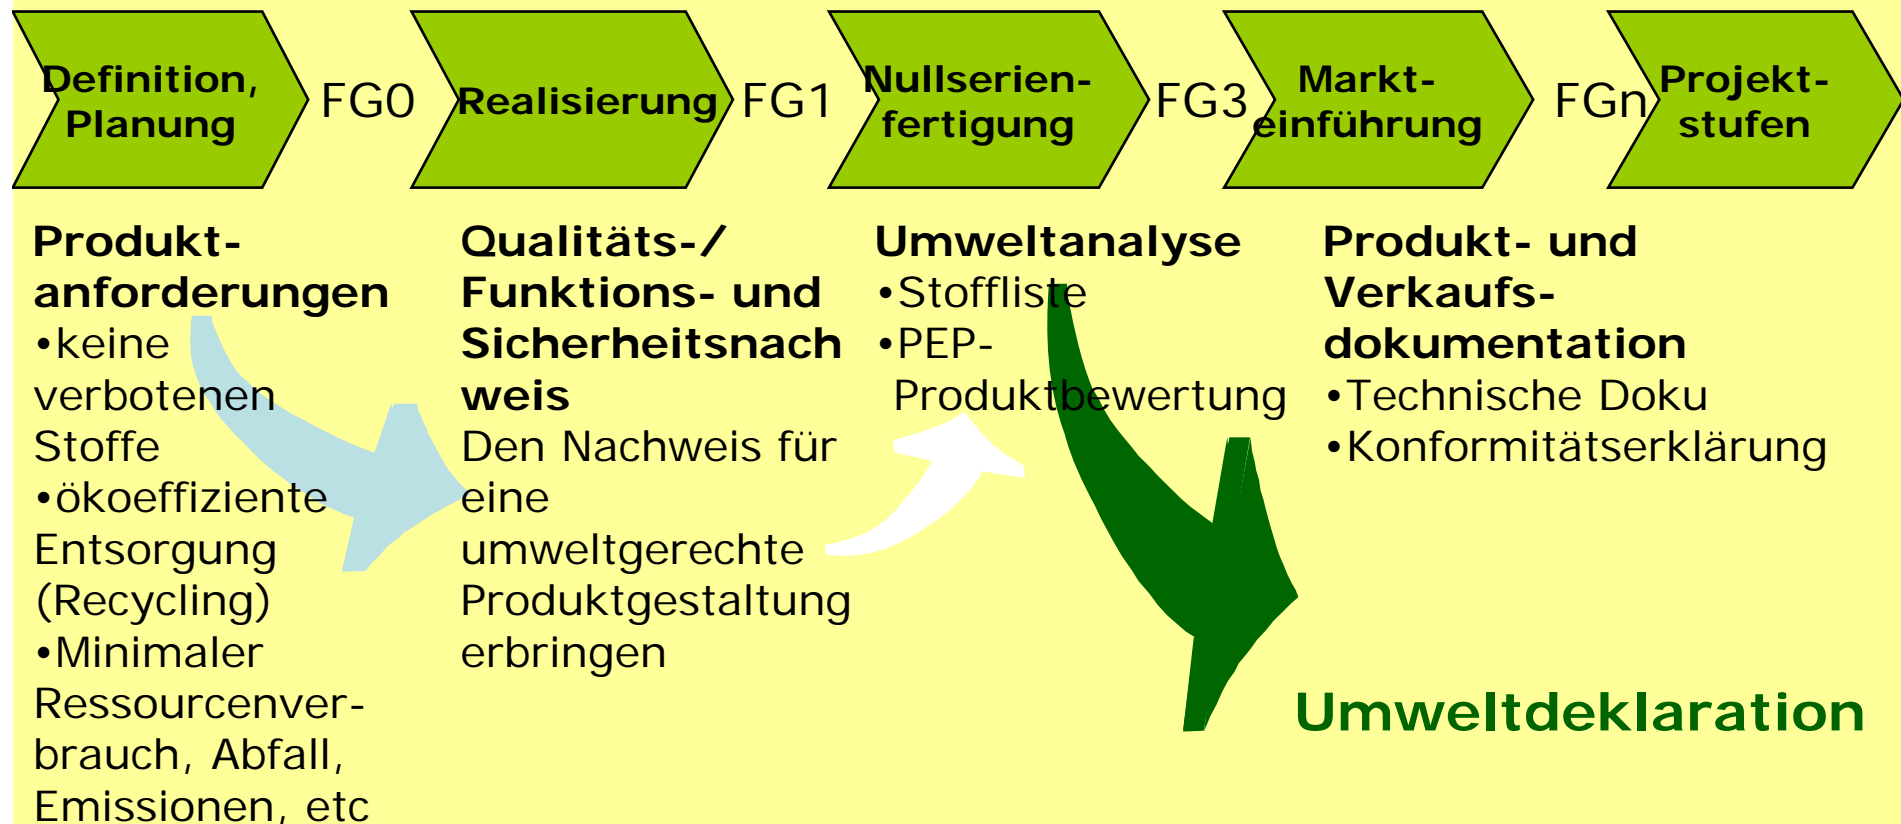 Definition,
Planung
FG0
Realisierung
FG1
Nullserien-
fertigung
FG3
Markt-
einführung
FGn
Projekt-
stufen
Produkt-
anforderungen
•keine
verbotenen
Stoffe
•ökoeffiziente
Entsorgung
(Recycling)
•Minimaler
Ressourcenver-
brauch, Abfall,
Emissionen, etc
Qualitäts-/
Funktions- und
Sicherheitsnach
weis
Den Nachweis für
eine
umweltgerechte
Produktgestaltung
erbringen
Umweltanalyse
•Stoffliste
•PEP-
Produktbewertung
Produkt- und
Verkaufs-
dokumentation
•Technische Doku
•Konformitätserklärung
Umweltdeklaration